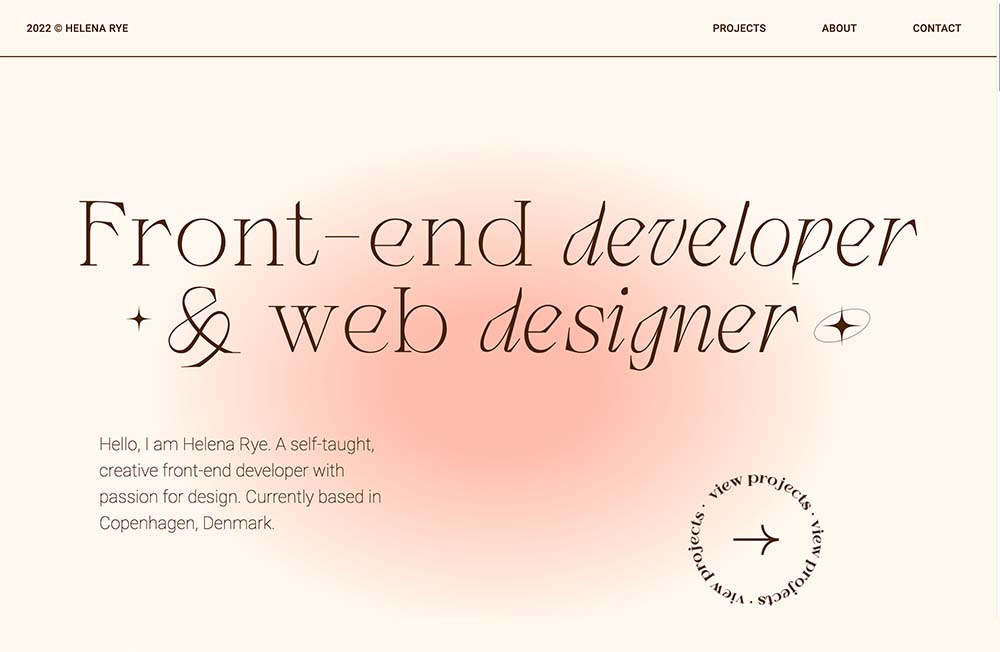 2022 © HELENA RYE
PROJECTS
ABOUT
CONTACT
Front-end developer
& web designer
Hello, I am Helena Rye. A self-taught,
creative front-end developer with
passion for design. Currently based in
Copenhagen, Denmark.
view projects · view projects · view projects ·